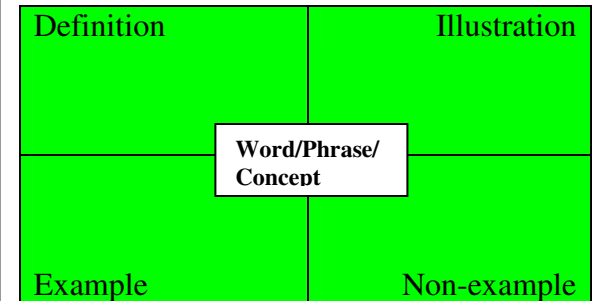 Definition
Illustration
Word/Phrase/
Concept
Example
Non-example